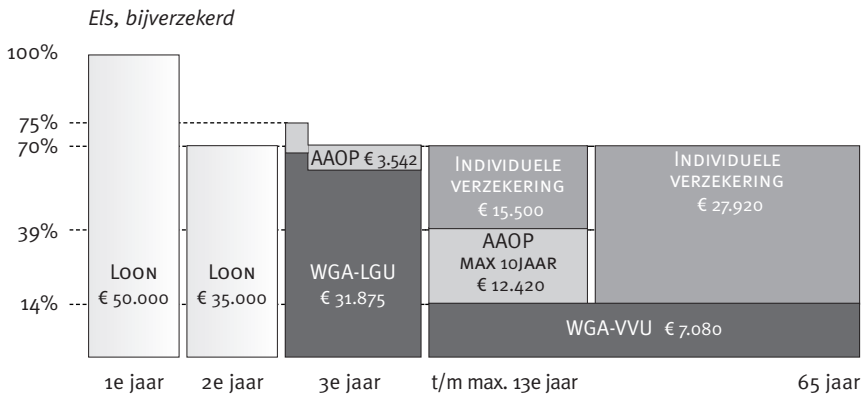 Els, bijverzekerd
100%
75%
70%
39%
14%
Loon
€ 50.000
Loon
€ 35.000
AAOP € 3.542
WGA-LGU
€ 31.875
Individuele
verzekering
€ 15.500
AAOP
max 10jaar
€ 12.420
Individuele
verzekering
€ 27.920
WGA-VVU € 7.080
1e jaar
2e jaar
3e jaar
t/m max. 13e jaar
65 jaar